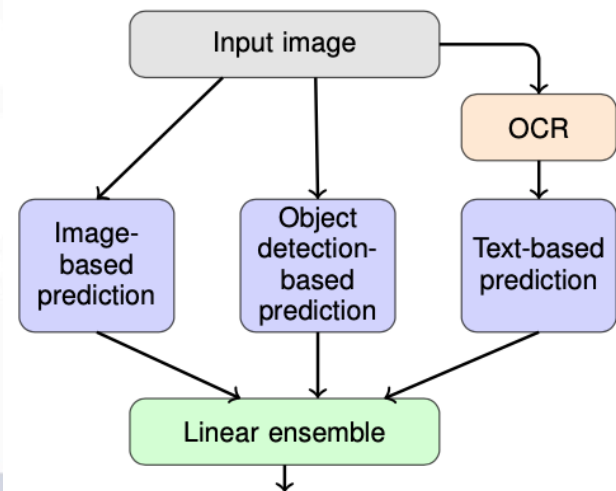 Input image
OCR
Image-
based
prediction
Object
detection-
based
prediction
Text-based
prediction
Linear ensemble